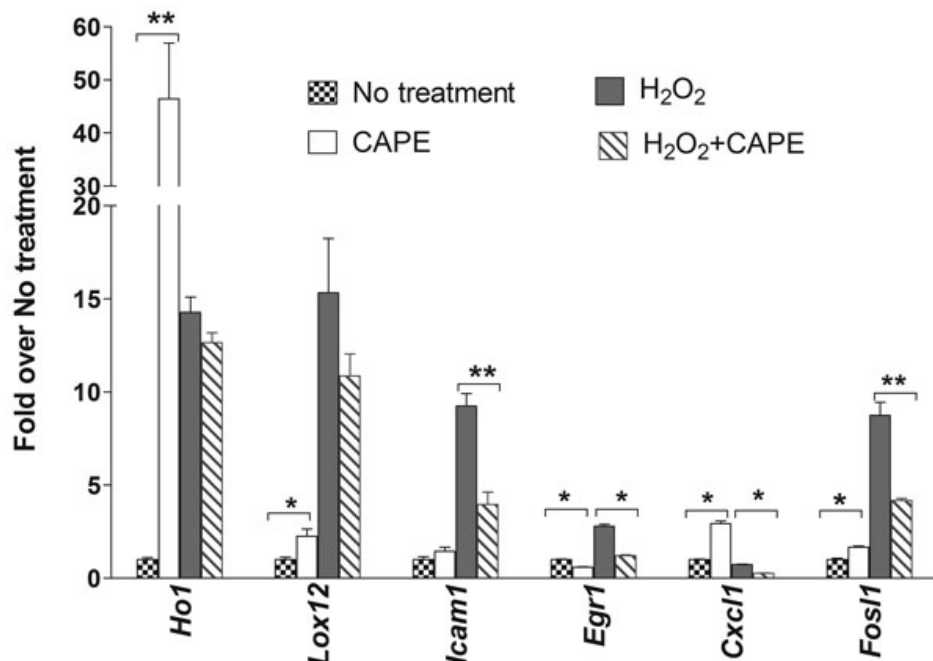 Fold over No treatment
60
50
40
30
20
15
10
5
0
**
*
**
*
*
*
*
*
**
No treatment
CAPE
H₂O₂
H₂O₂+CAPE
Ho1
Lox12
Icam1
Egr1
Cxcl1
Fosl1